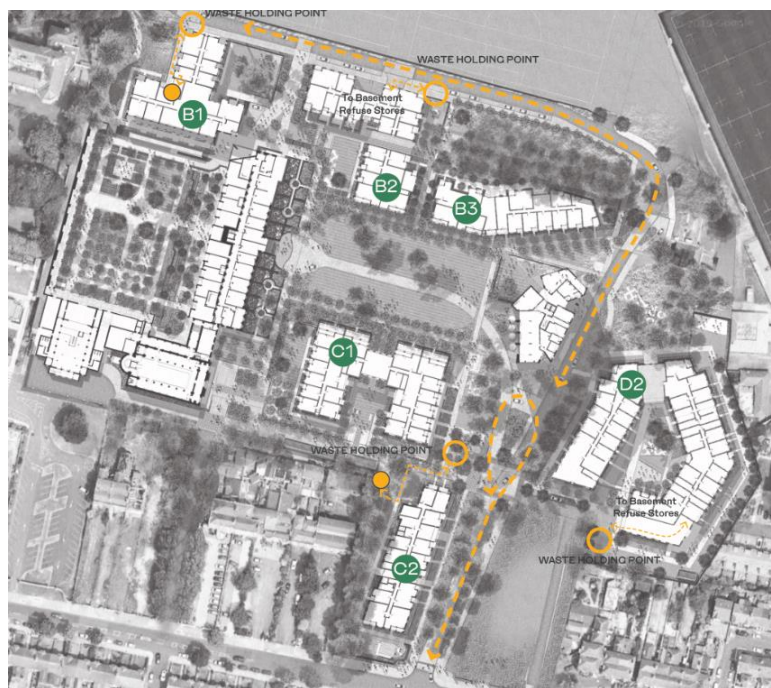 WASTE HOLDING POINT
WASTE HOLDING POINT
To Basement
Refuse Stores
B1
B2
B3
C1
D2
WASTE HOLDING POINT
To Basement
Refuse Stores
WASTE HOLDING POINT
C2